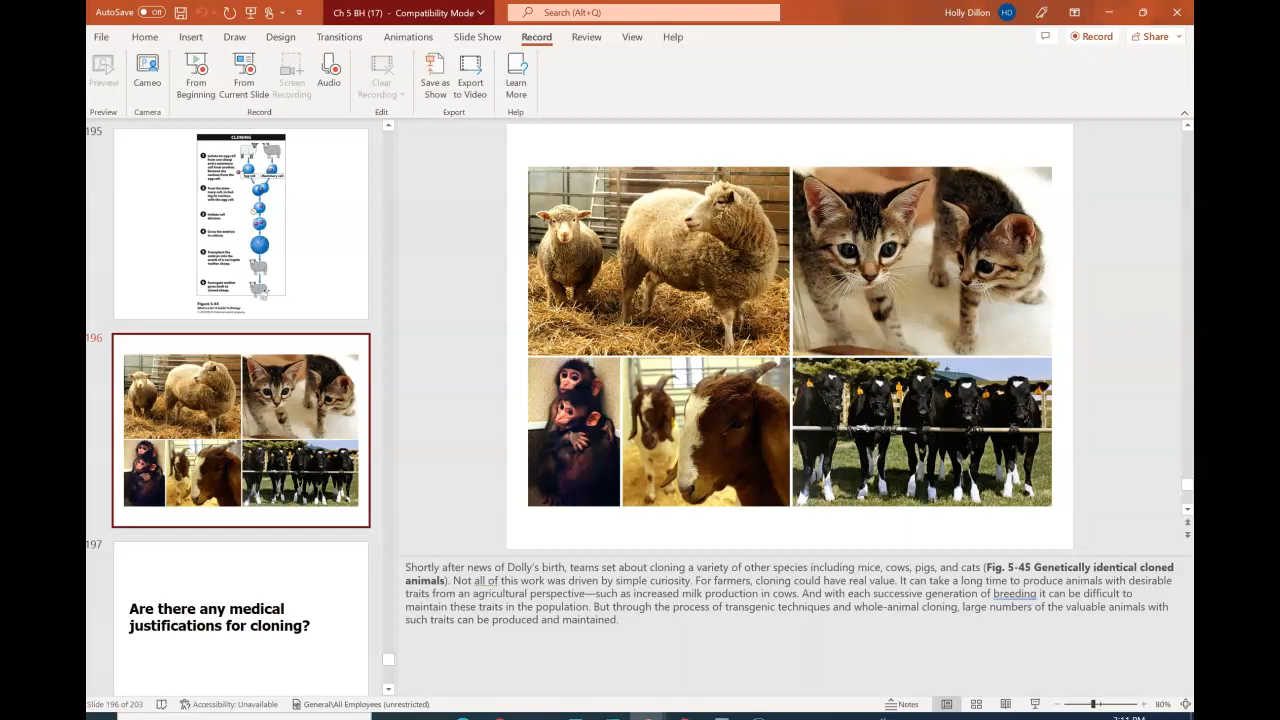 AutoSave Off Ch 5 BH (17) - Compatibility Mode Search (Alt+Q) Holly Dillon HD
File Home Insert Draw Design Transitions Animations Slide Show Record Review View Help Record Share
Preview Cameo From Beginning From Current Slide Screen Recording Audio Clear Recording Save as Show Export to Video Learn More
Preview Camera Record Edit Export Help
195
CLONING
Egg cell Mammary cell
Figure 5-44
196
197
Are there any medical
justifications for cloning?
Shortly after news of Dolly's birth, teams set about cloning a variety of other species including mice, cows, pigs, and cats (Fig. 5-45 Genetically identical cloned
animals). Not all of this work was driven by simple curiosity. For farmers, cloning could have real value. It can take a long time to produce animals with desirable
traits from an agricultural perspective—such as increased milk production in cows. And with each successive generation of breeding it can be difficult to
maintain these traits in the population. But through the process of transgenic techniques and whole-animal cloning, large numbers of the valuable animals with
such traits can be produced and maintained.
Slide 196 of 203 Accessibility: Unavailable General\All Employees (unrestricted) Notes 80%